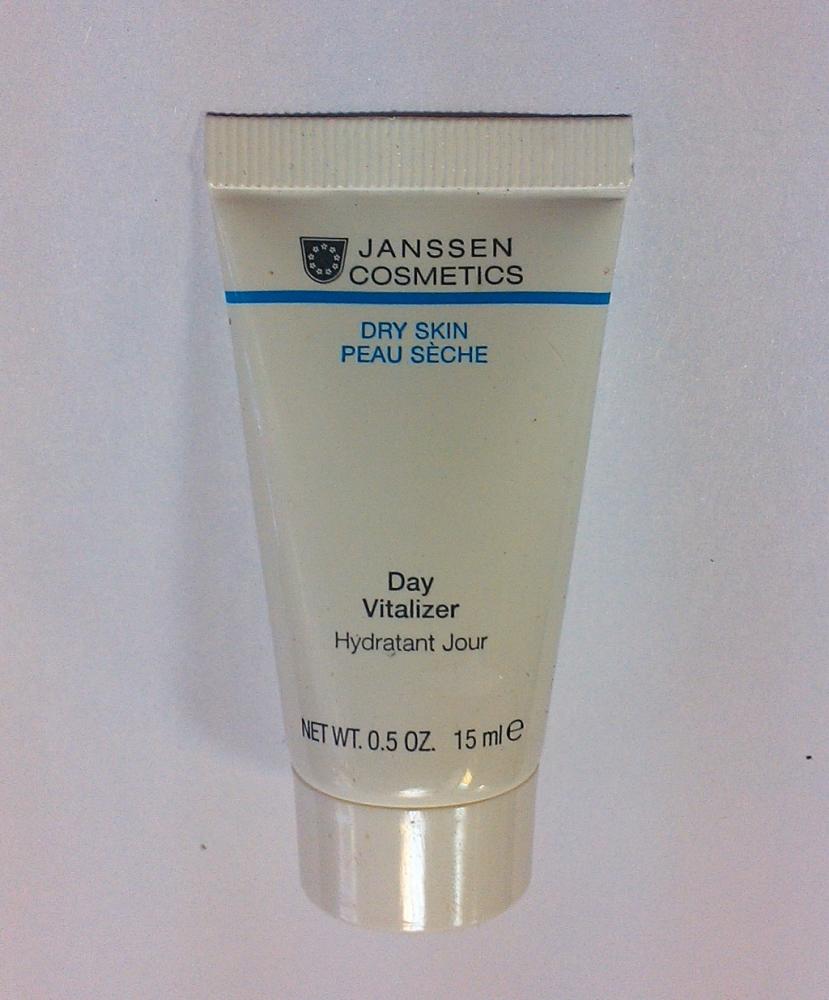 JANSSEN
COSMETICS
DRY SKIN
PEAU SÈCHE
Day
Vitalizer
Hydratant Jour
NET WT. 0.5 OZ. 15 ml ℮